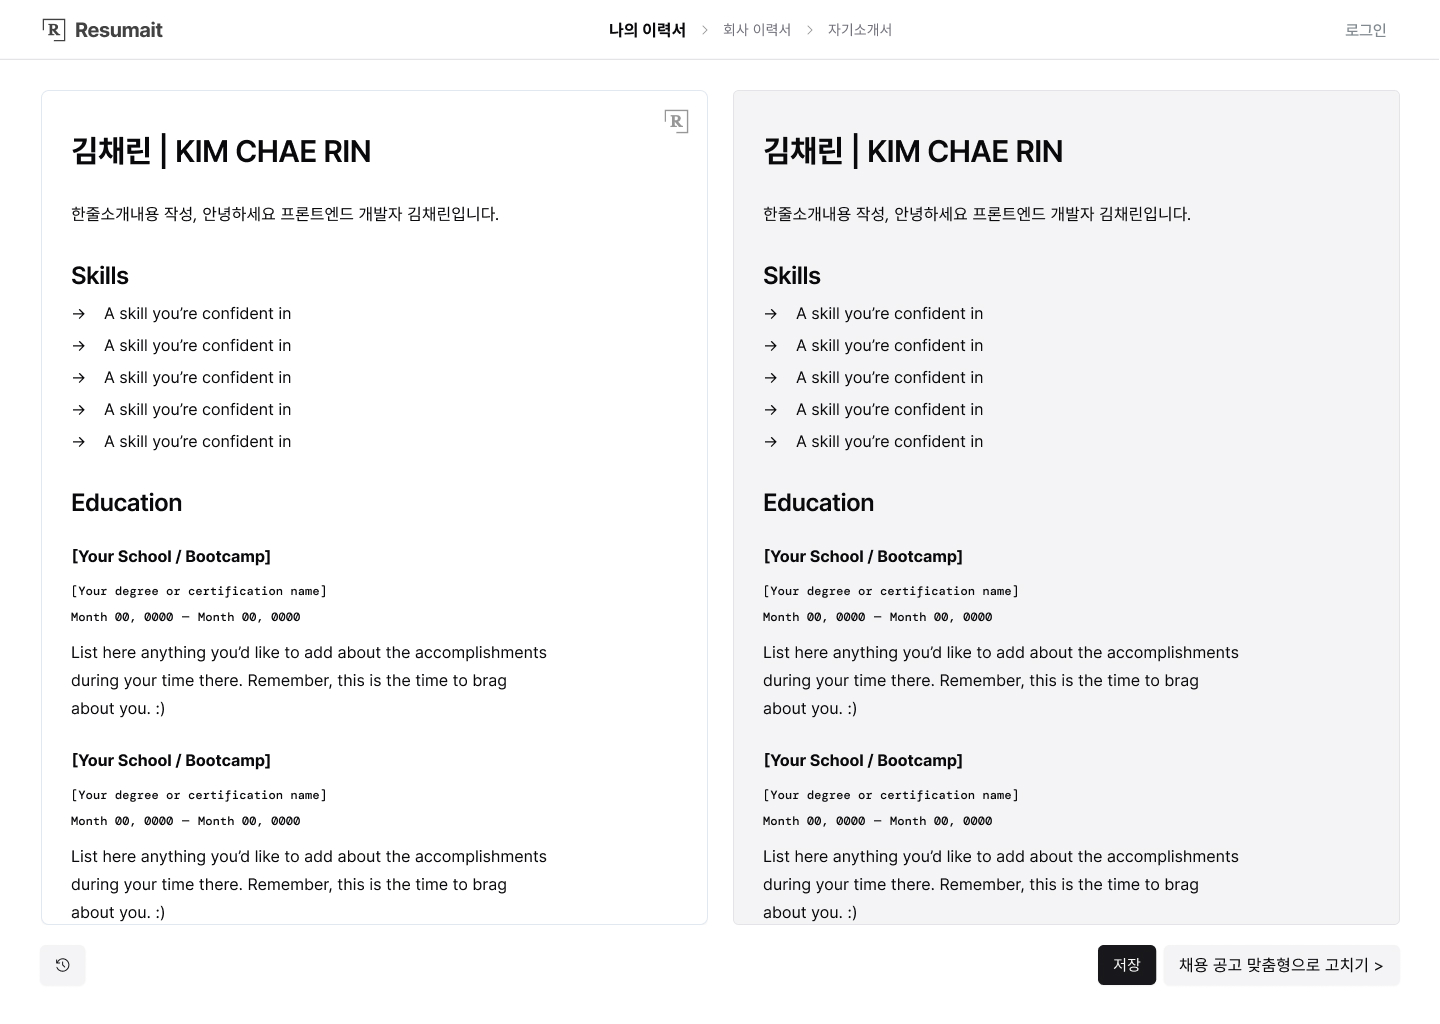 R Resumait
나의 이력서 > 회사 이력서 > 자기소개서
로그인
R
김채린 | KIM CHAE RIN
한줄소개내용 작성, 안녕하세요 프론트엔드 개발자 김채린입니다.
Skills
→ A skill you’re confident in
→ A skill you’re confident in
→ A skill you’re confident in
→ A skill you’re confident in
→ A skill you’re confident in
Education
[Your School / Bootcamp]
[Your degree or certification name]
Month 00, 0000 — Month 00, 0000
List here anything you’d like to add about the accomplishments
during your time there. Remember, this is the time to brag
about you. :)
[Your School / Bootcamp]
[Your degree or certification name]
Month 00, 0000 — Month 00, 0000
List here anything you’d like to add about the accomplishments
during your time there. Remember, this is the time to brag
about you. :)
김채린 | KIM CHAE RIN
한줄소개내용 작성, 안녕하세요 프론트엔드 개발자 김채린입니다.
Skills
→ A skill you’re confident in
→ A skill you’re confident in
→ A skill you’re confident in
→ A skill you’re confident in
→ A skill you’re confident in
Education
[Your School / Bootcamp]
[Your degree or certification name]
Month 00, 0000 — Month 00, 0000
List here anything you’d like to add about the accomplishments
during your time there. Remember, this is the time to brag
about you. :)
[Your School / Bootcamp]
[Your degree or certification name]
Month 00, 0000 — Month 00, 0000
List here anything you’d like to add about the accomplishments
during your time there. Remember, this is the time to brag
about you. :)
저장
채용 공고 맞춤형으로 고치기 >